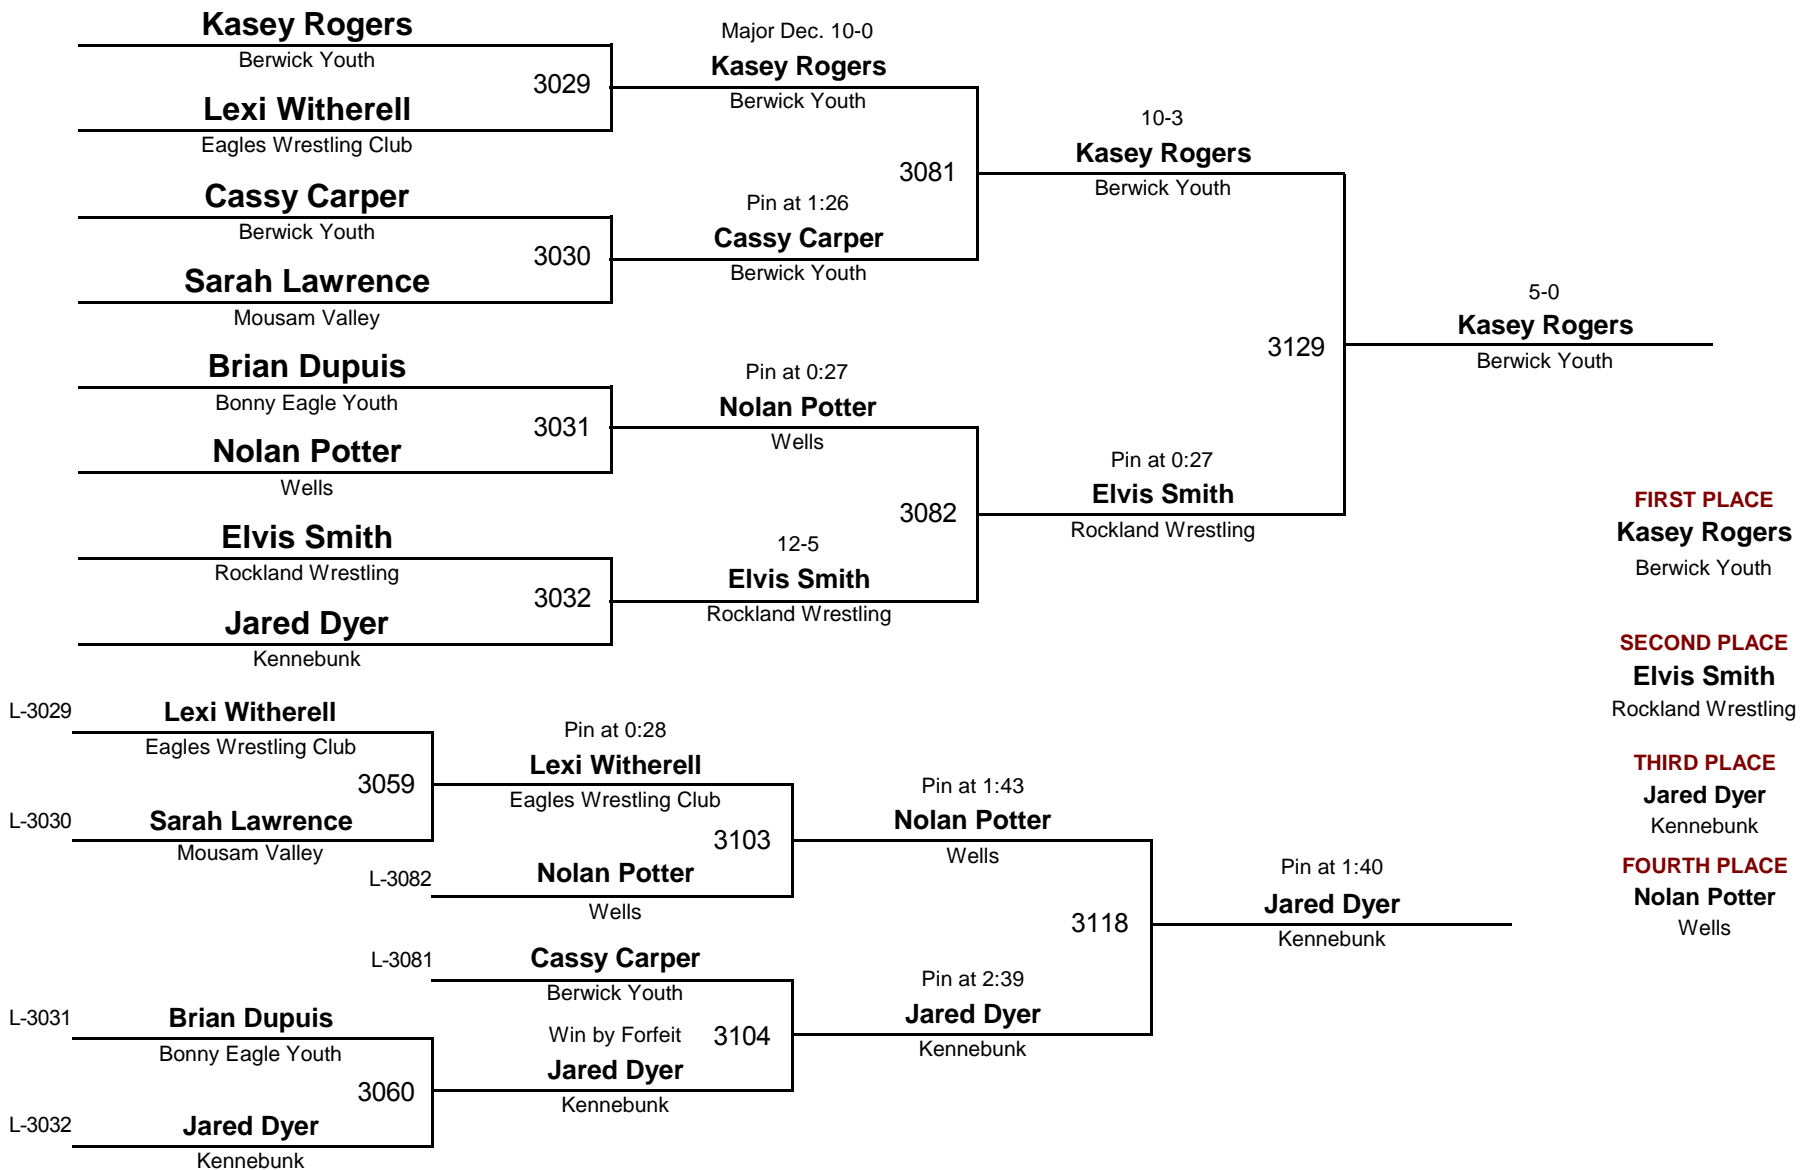 Kasey Rogers
Berwick Youth
3029
Lexi Witherell
Eagles Wrestling Club
Cassy Carper
Berwick Youth
3030
Sarah Lawrence
Mousam Valley
Brian Dupuis
Bonny Eagle Youth
3031
Nolan Potter
Wells
Elvis Smith
Rockland Wrestling
3032
Jared Dyer
Kennebunk
Major Dec. 10-0
Kasey Rogers
Berwick Youth
3081
Pin at 1:26
Cassy Carper
Berwick Youth
Pin at 0:27
Nolan Potter
Wells
3082
12-5
Elvis Smith
Rockland Wrestling
10-3
Kasey Rogers
Berwick Youth
3129
Pin at 0:27
Elvis Smith
Rockland Wrestling
5-0
Kasey Rogers
Berwick Youth
FIRST PLACE
Kasey Rogers
Berwick Youth
SECOND PLACE
Elvis Smith
Rockland Wrestling
THIRD PLACE
Jared Dyer
Kennebunk
FOURTH PLACE
Nolan Potter
Wells
L-3029
Lexi Witherell
Eagles Wrestling Club
3059
L-3030
Sarah Lawrence
Mousam Valley
Pin at 0:28
Lexi Witherell
Eagles Wrestling Club
3103
L-3082
Nolan Potter
Wells
L-3081
Cassy Carper
Berwick Youth
3104
Win by Forfeit
Jared Dyer
Kennebunk
L-3031
Brian Dupuis
Bonny Eagle Youth
3060
L-3032
Jared Dyer
Kennebunk
Pin at 1:43
Nolan Potter
Wells
3118
Pin at 2:39
Jared Dyer
Kennebunk
Pin at 1:40
Jared Dyer
Kennebunk